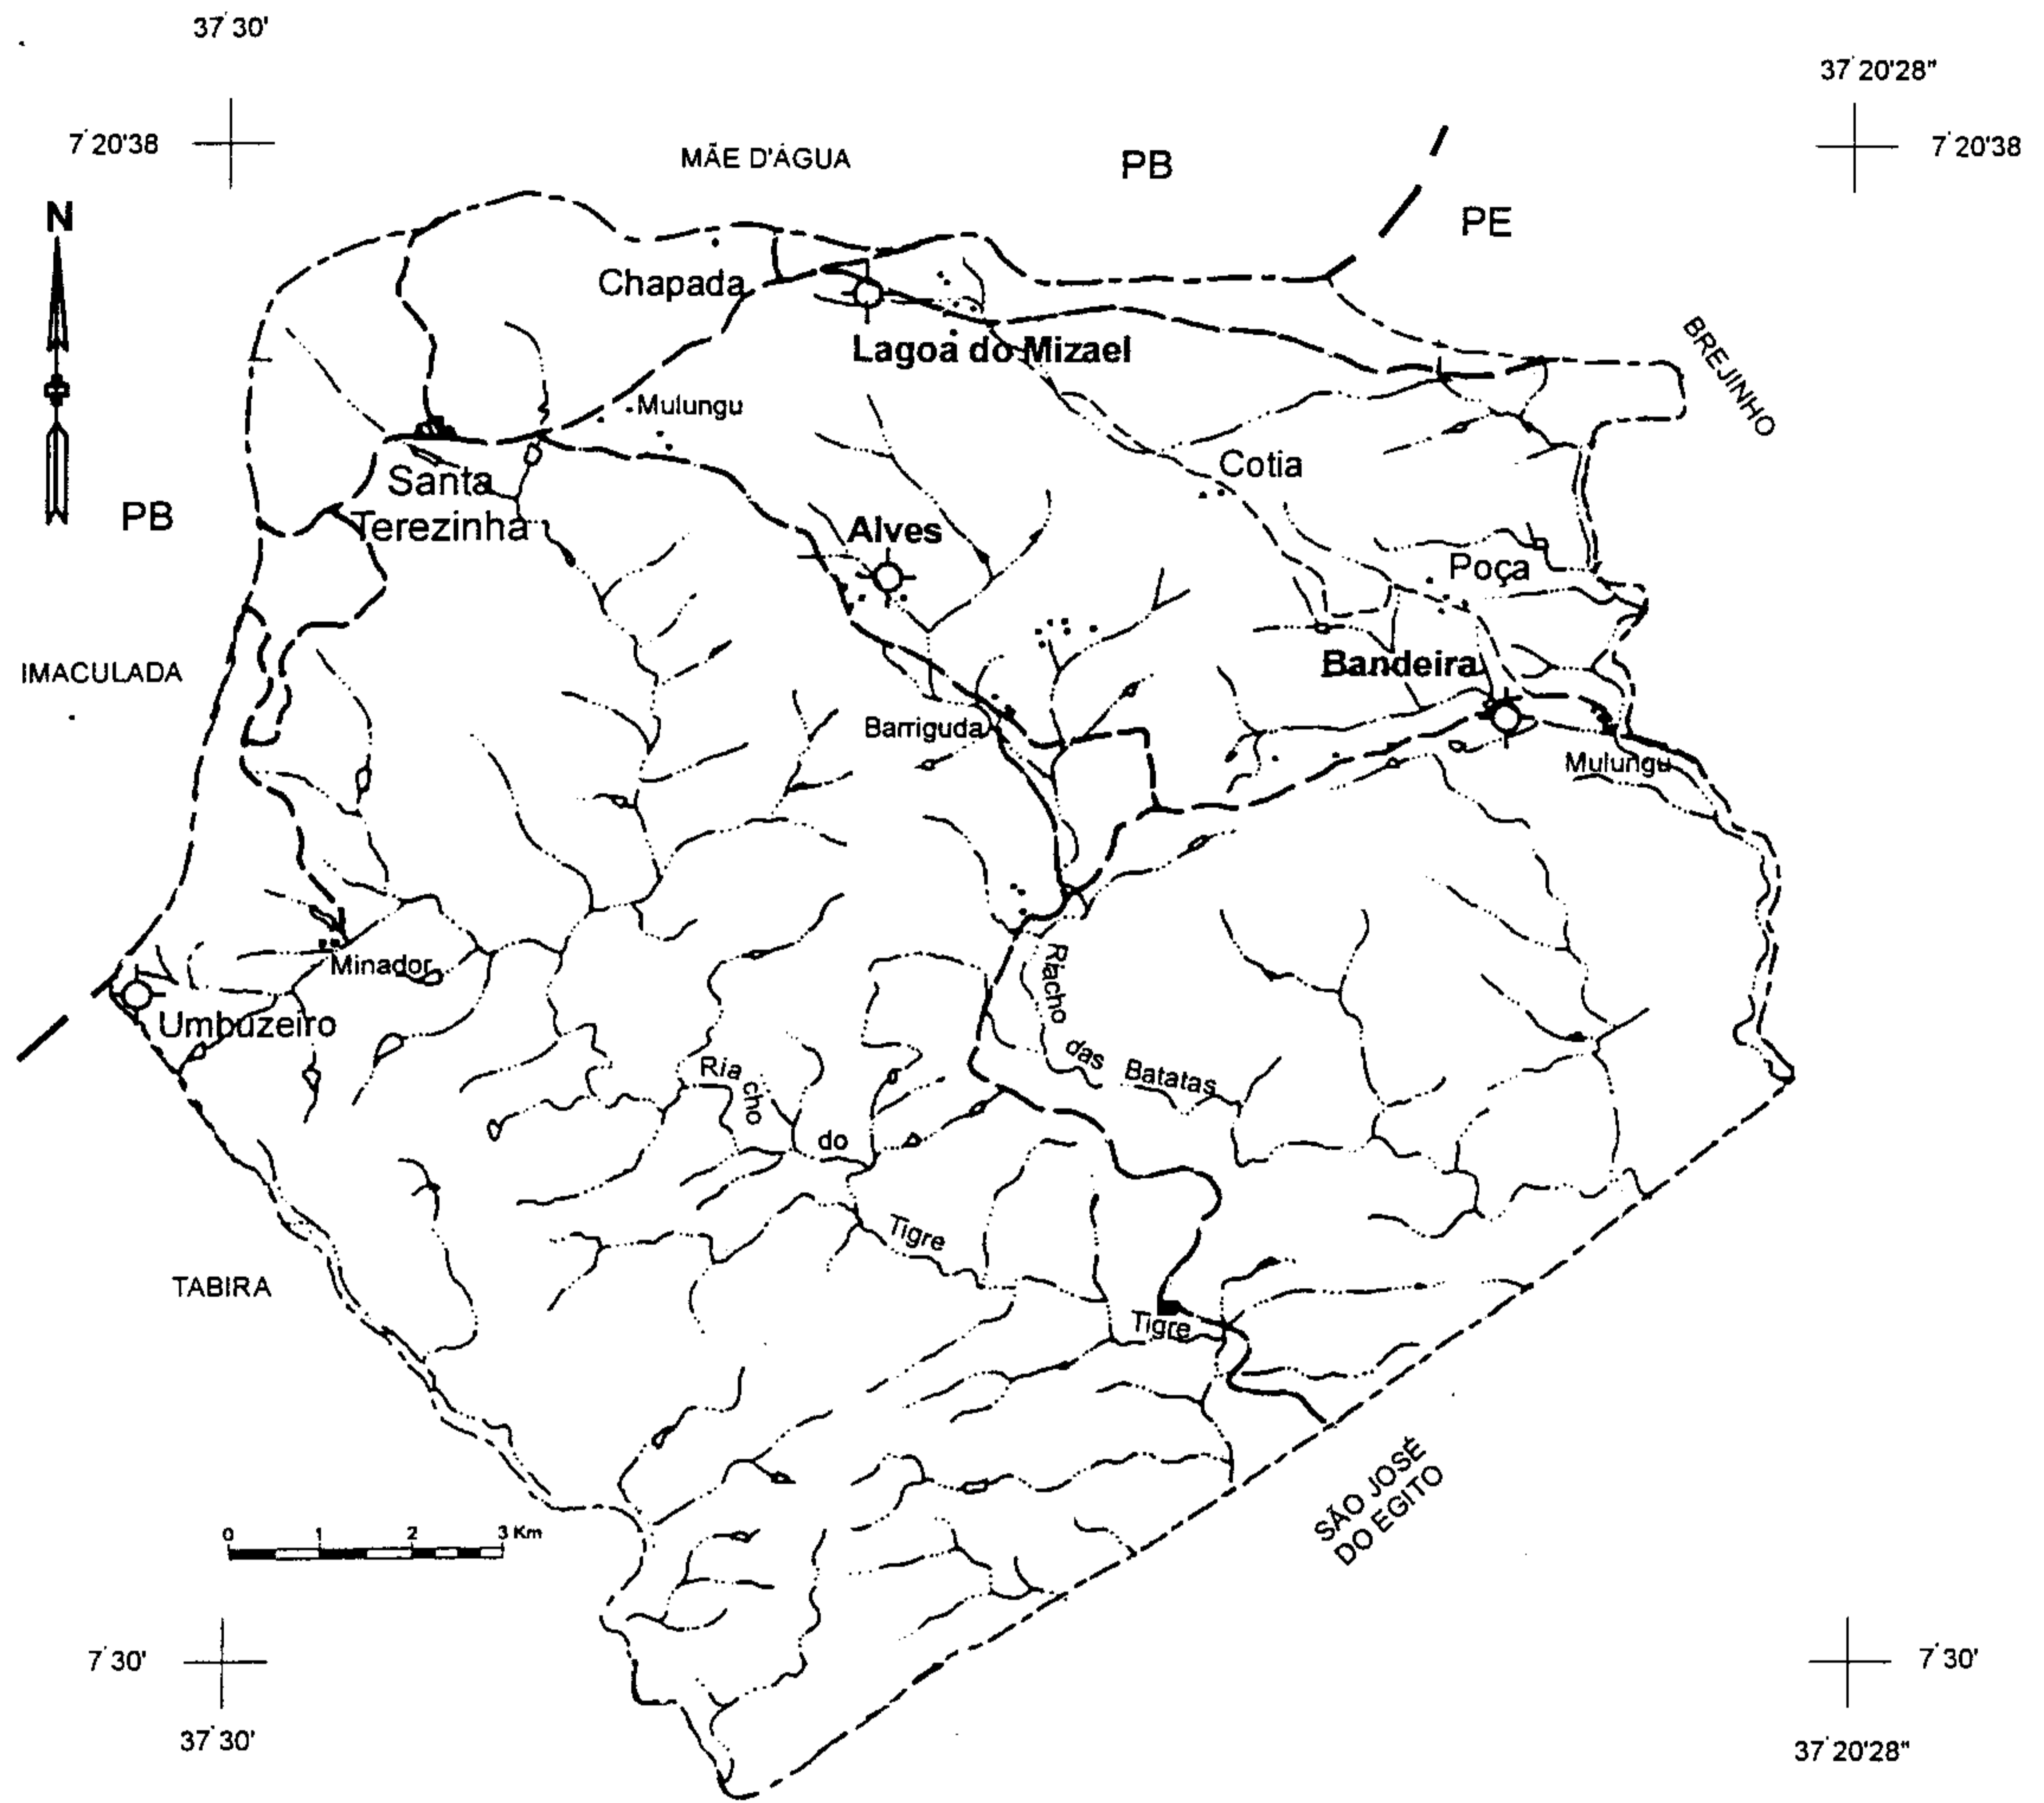 37°30'
37°20'28"
7°20'38
7°20'38
MÃE D'ÁGUA
PB
PE
N
Chapada
Lagoa do Mizael
BREJINHO
Mulungu
Santa
Terezinha
PB
Cotia
Alves
Poça
IMACULADA
Bandeira
Barriguda
Mulungu
Minador
Umbuzeiro
Riacho
das
Batatas
Riacho
do
Tigre
TABIRA
Tigre
SÃO JOSÉ
DO EGITO
0 1 2 3 Km
7°30'
7°30'
37°30'
37°20'28"